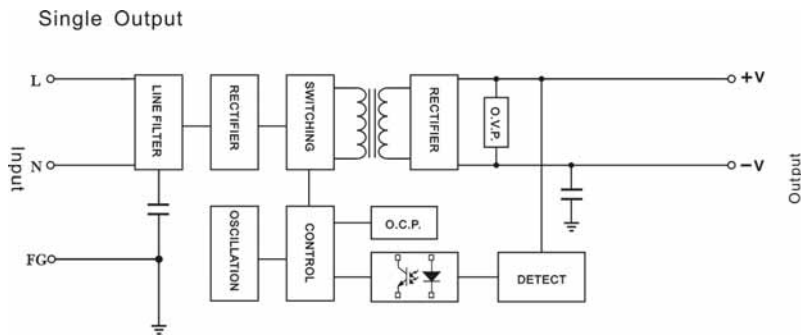 Single Output
L
N
FG
Input
LINE FILTER
RECTIFIER
SWITCHING
RECTIFIER
O.V.P.
+V
-V
Output
OSCILLATION
CONTROL
O.C.P.
DETECT